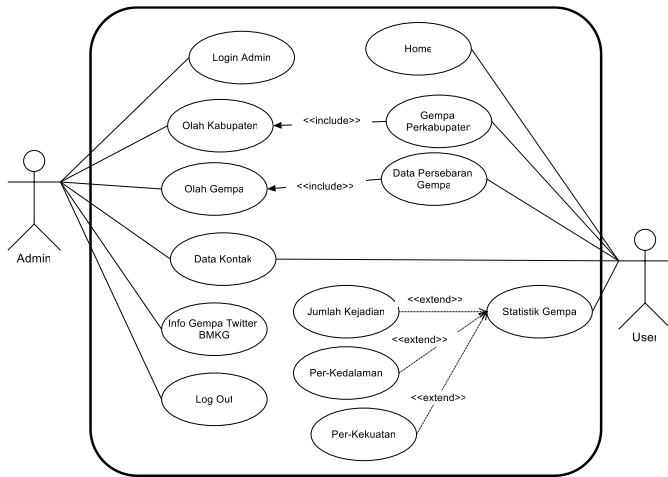 Login Admin
Home
Olah Kabupaten
<<include>>
Gempa
Perkabupaten
Olah Gempa
<<include>>
Data Persebaran
Gempa
Admin
Data Kontak
User
Info Gempa Twitter
BMKG
Jumlah Kejadian
<<extend>>
Statistik Gempa
<<extend>>
Per-Kedalaman
Log Out
<<extend>>
Per-Kekuatan